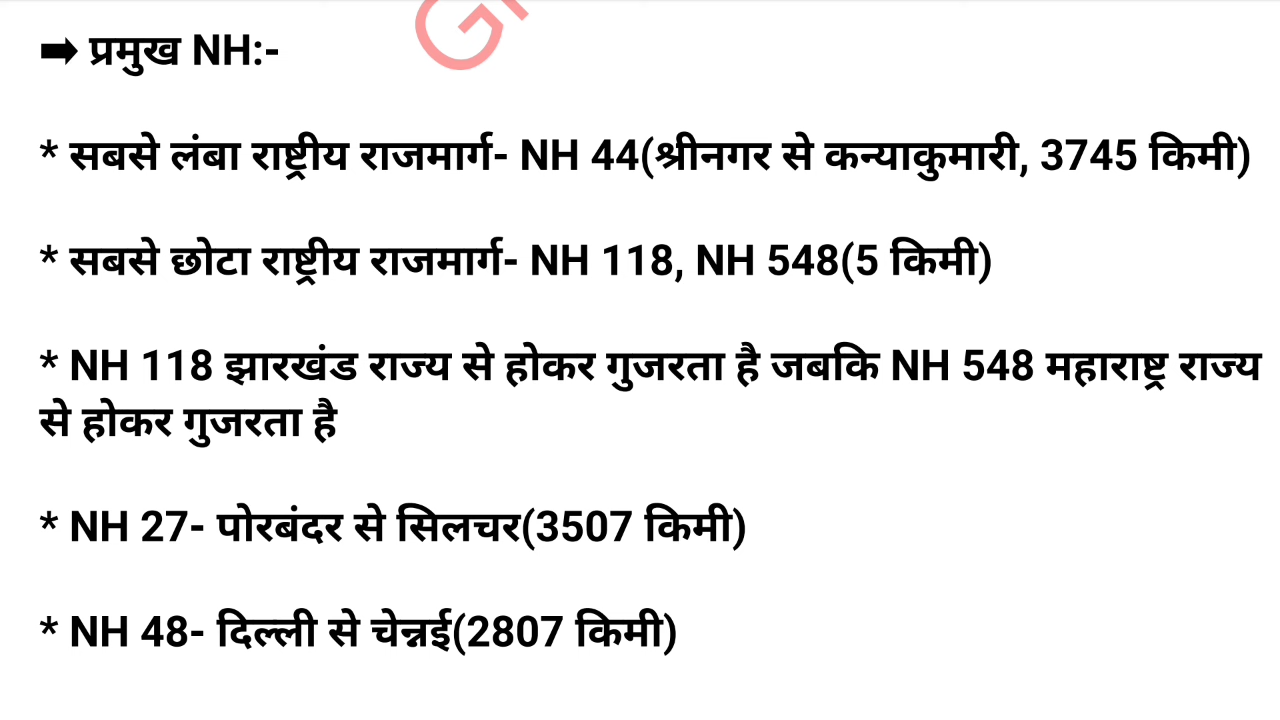 ➡ प्रमुख NH:-
* सबसे लंबा राष्ट्रीय राजमार्ग- NH 44(श्रीनगर से कन्याकुमारी, 3745 किमी)
* सबसे छोटा राष्ट्रीय राजमार्ग- NH 118, NH 548(5 किमी)
* NH 118 झारखंड राज्य से होकर गुजरता है जबकि NH 548 महाराष्ट्र राज्य
से होकर गुजरता है
* NH 27- पोरबंदर से सिलचर(3507 किमी)
* NH 48- दिल्ली से चेन्नई(2807 किमी)